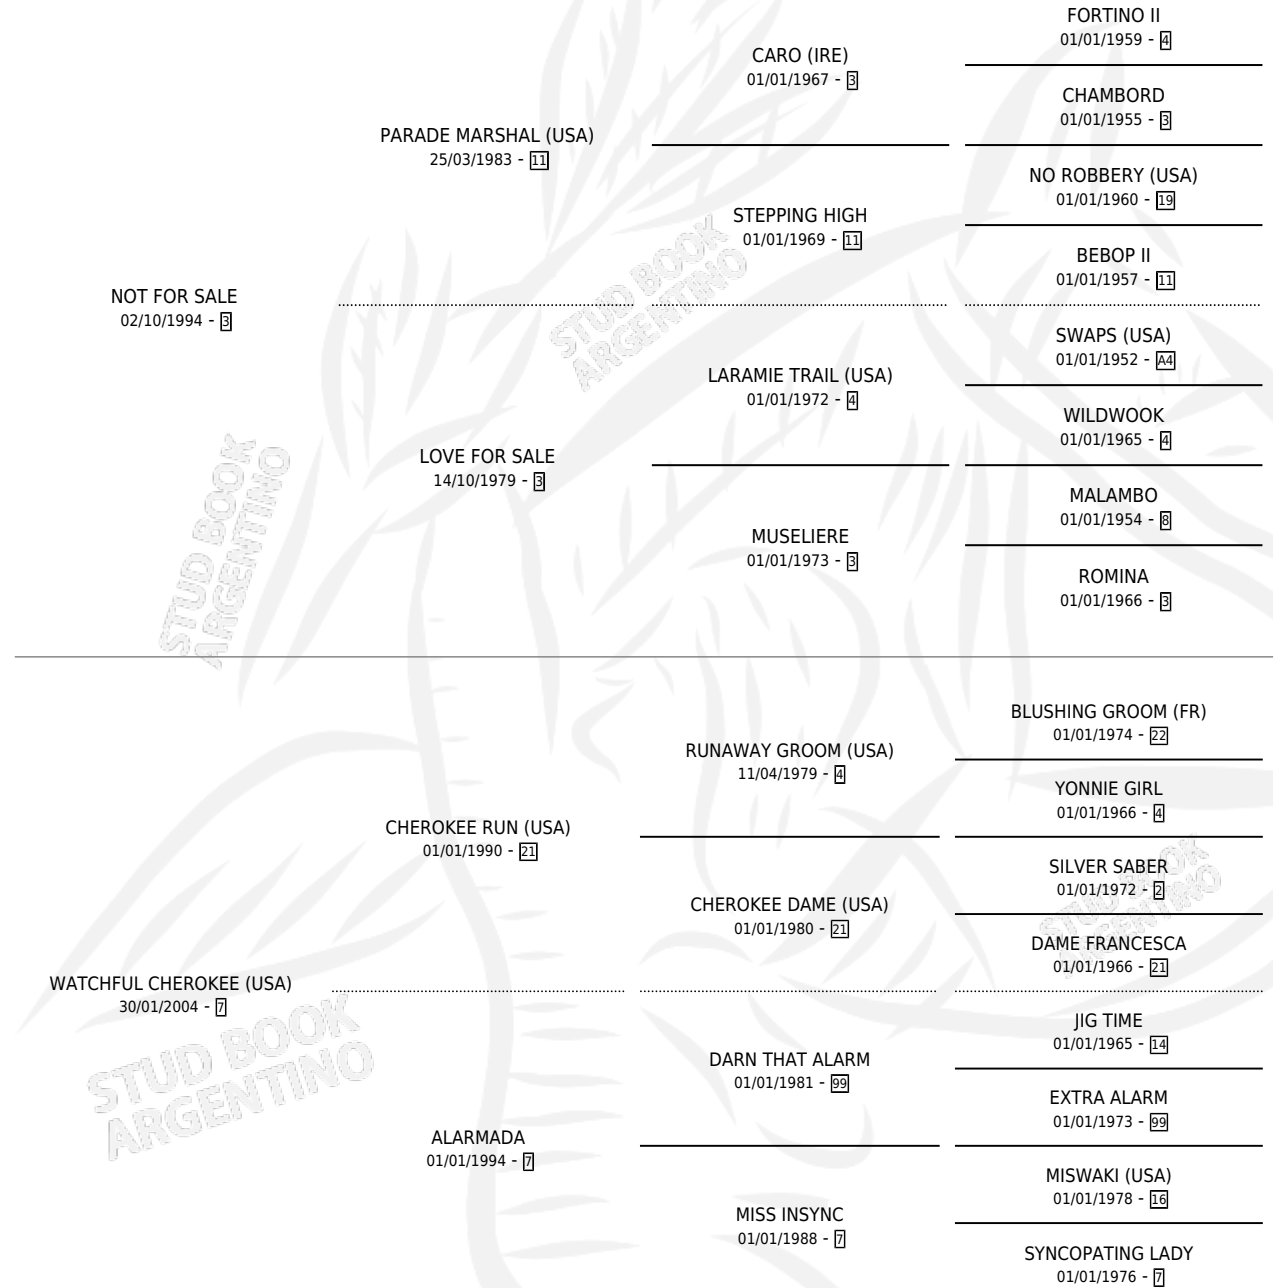 FORTINO II
01/01/1959 - 4
CARO (IRE)
01/01/1967 - 3
CHAMBORD
01/01/1955 - 3
PARADE MARSHAL (USA)
25/03/1983 - 11
NO ROBBERY (USA)
01/01/1960 - 19
STEPPING HIGH
01/01/1969 - 11
BEBOP II
01/01/1957 - 11
NOT FOR SALE
02/10/1994 - 3
SWAPS (USA)
01/01/1952 - A4
LARAMIE TRAIL (USA)
01/01/1972 - 4
WILDWOOK
01/01/1965 - 4
LOVE FOR SALE
14/10/1979 - 3
MALAMBO
01/01/1954 - 8
MUSELIERE
01/01/1973 - 3
ROMINA
01/01/1966 - 3
BLUSHING GROOM (FR)
01/01/1974 - 22
RUNAWAY GROOM (USA)
11/04/1979 - 4
YONNIE GIRL
01/01/1966 - 4
CHEROKEE RUN (USA)
01/01/1990 - 21
SILVER SABER
01/01/1972 - 2
CHEROKEE DAME (USA)
01/01/1980 - 21
DAME FRANCESCA
01/01/1966 - 21
WATCHFUL CHEROKEE (USA)
30/01/2004 - 7
JIG TIME
01/01/1965 - 14
DARN THAT ALARM
01/01/1981 - 99
EXTRA ALARM
01/01/1973 - 99
ALARMADA
01/01/1994 - 7
MISWAKI (USA)
01/01/1978 - 16
MISS INSYNC
01/01/1988 - 7
SYNCOPATING LADY
01/01/1976 - 7
STUD BOOK
ARGENTINO
STUD BOOK
ARGENTINO
STUD BOOK
ARGENTINO
STUD BOOK
ARGENTINO